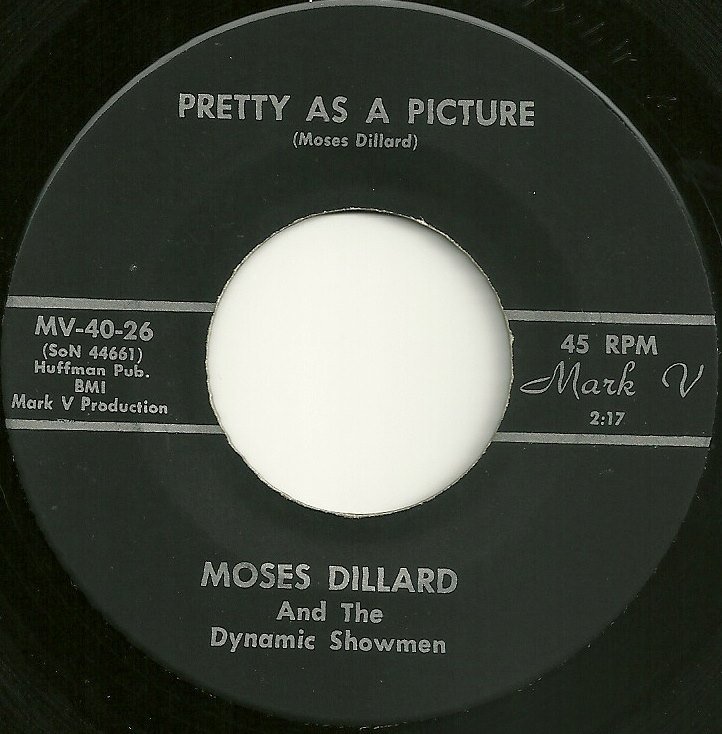 PRETTY AS A PICTURE
(Moses Dillard)
MV-40-26
(SoN 44661)
Huffman Pub.
BMI
Mark V Production
45 RPM
Mark V
2:17
MOSES DILLARD
And The
Dynamic Showmen